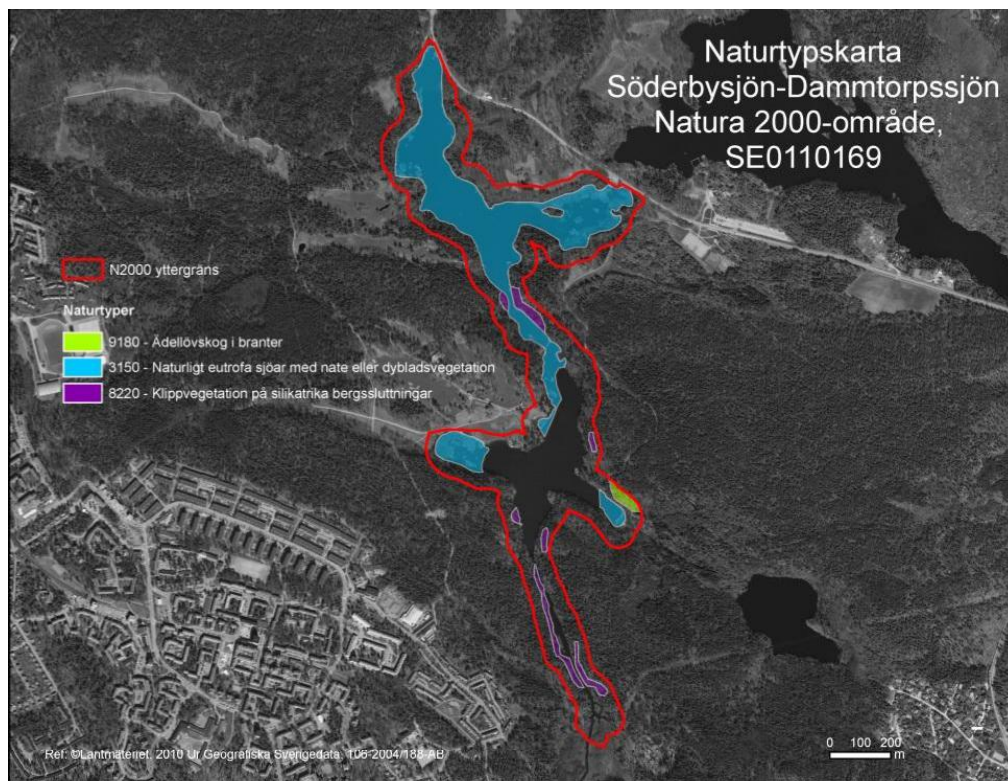 Naturtypskarta
Söderbysjön-Dammtorpssjön
Natura 2000-område,
SE0110169
N2000 yttergräns
Naturtyper
9180 - Ädellövskog i branter
3150 - Naturligt eutrofa sjöar med nate eller dybladsvegetation
8220 - Klippvegetation på silikatrika bergssluttningar
Ref: ©Lantmäteriet, 2010 Ur Geografiska Sverigedata, 106-2004/188-AB
0 100 200
m